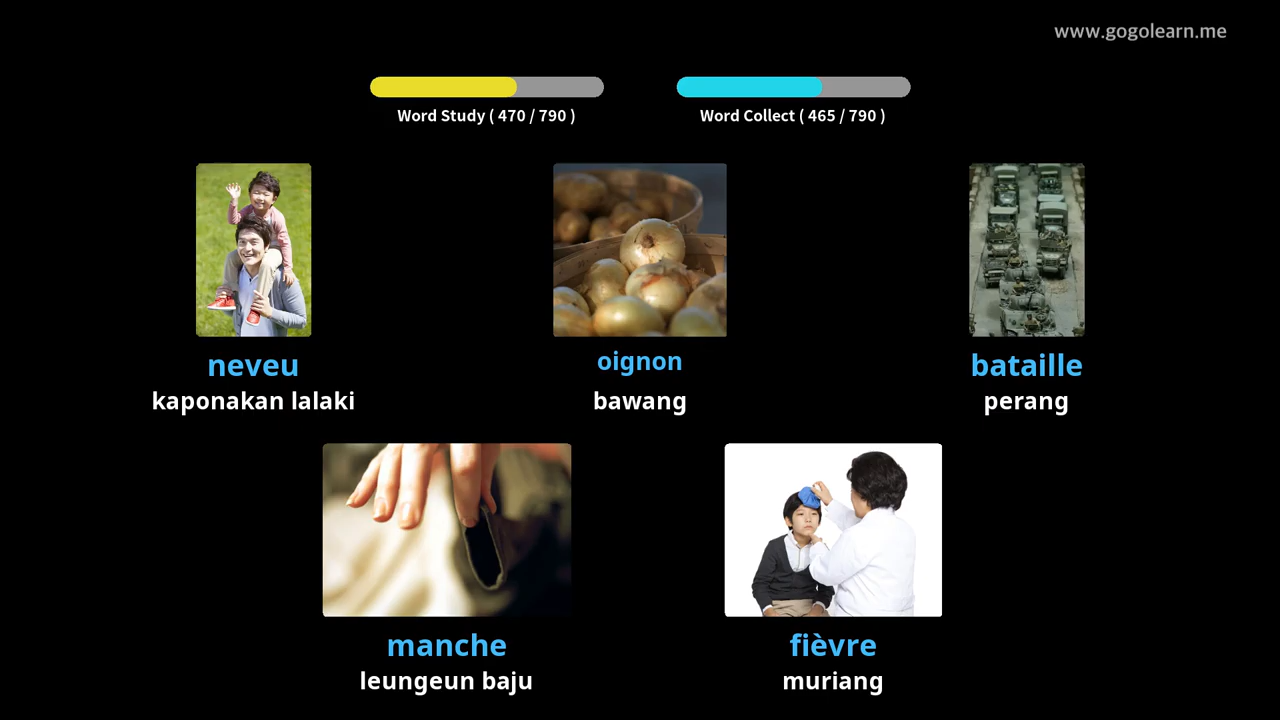 www.gogolearn.me
Word Study ( 470 / 790 )
Word Collect ( 465 / 790 )
neveu
kaponakan lalaki
oignon
bawang
bataille
perang
manche
leungeun baju
fièvre
muriang